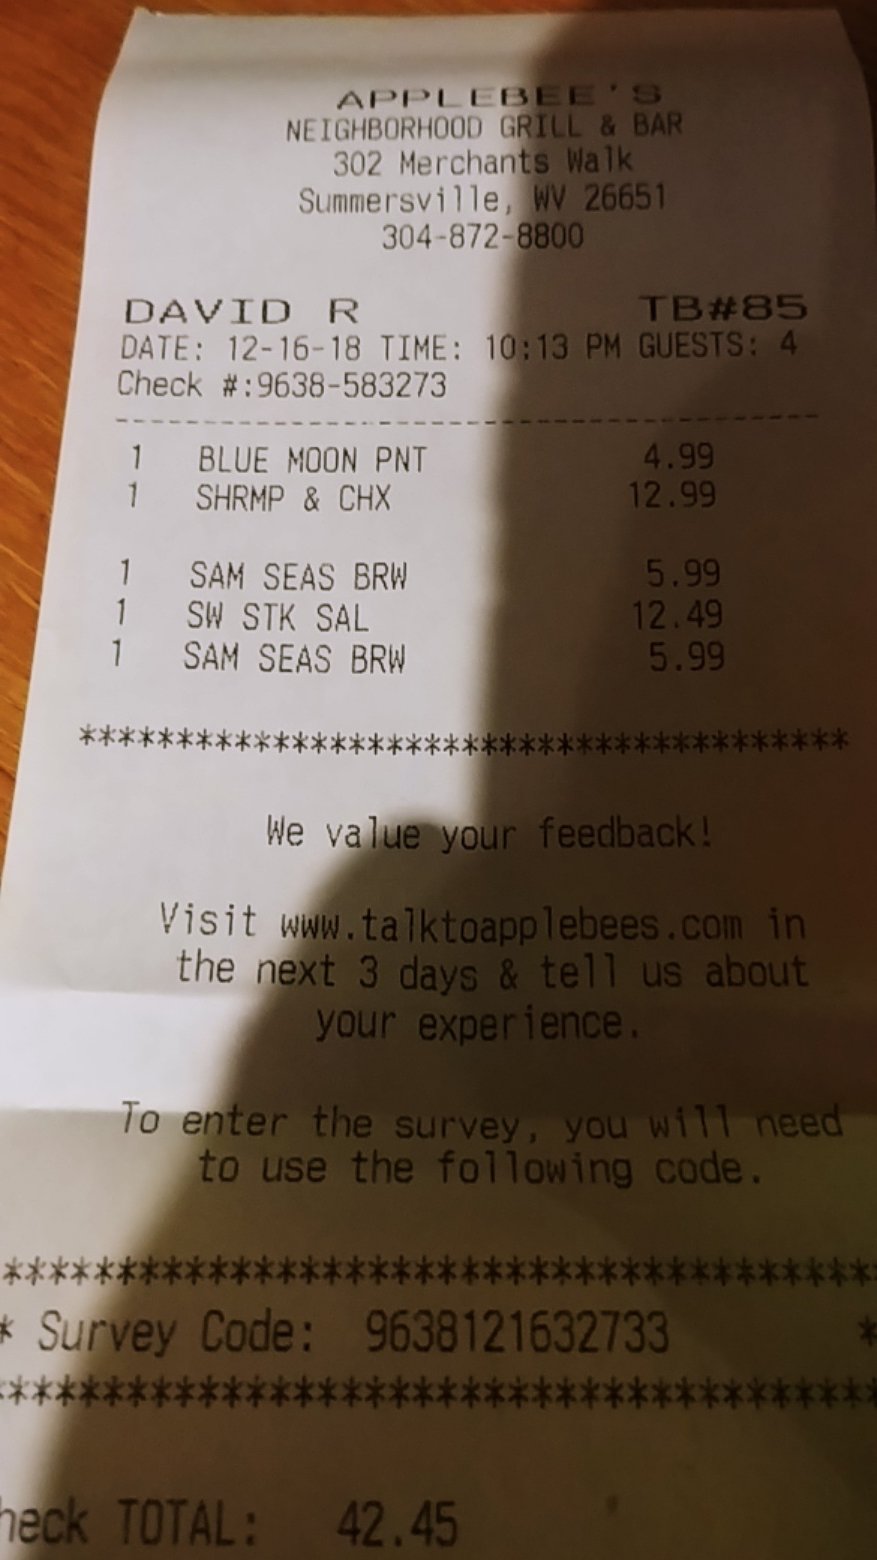 APPLEBEE'S
NEIGHBORHOOD GRILL & BAR
302 Merchants Walk
Summersville, WV 26651
304-872-8800
DAVID R TB#85
DATE: 12-16-18 TIME: 10:13 PM GUESTS: 4
Check #:9638-583273
----------------------------------------
1 BLUE MOON PNT 4.99
1 SHRMP & CHX 12.99
1 SAM SEAS BRW 5.99
1 SW STK SAL 12.49
1 SAM SEAS BRW 5.99
****************************************
We value your feedback!
Visit www.talktoapplebees.com in
the next 3 days & tell us about
your experience.
To enter the survey, you will need
to use the following code.
****************************************
* Survey Code: 9638121632733 *
****************************************
heck TOTAL: 42.45